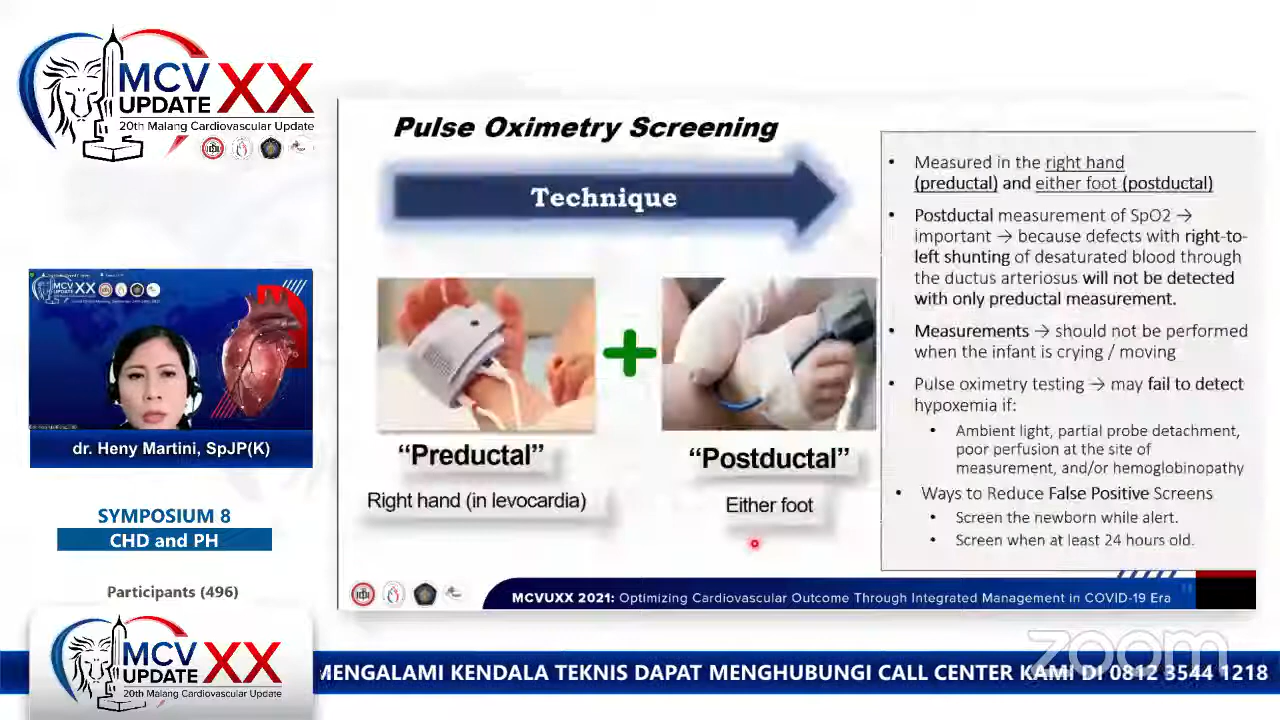 MCV
UPDATE
XX
20th Malang Cardiovascular Update
MCV
UPDATE
XX
dr. Heny Martini, SpJP(K)
SYMPOSIUM 8
CHD and PH
Participants (496)
Pulse Oximetry Screening
Technique
“Preductal”
Right hand (in levocardia)
“Postductal”
Either foot
• Measured in the right hand
(preductal) and either foot (postductal)
• Postductal measurement of SpO2 →
important → because defects with right-to-
left shunting of desaturated blood through
the ductus arteriosus will not be detected
with only preductal measurement.
• Measurements → should not be performed
when the infant is crying / moving
• Pulse oximetry testing → may fail to detect
hypoxemia if:
• Ambient light, partial probe detachment,
poor perfusion at the site of
measurement, and/or hemoglobinopathy
• Ways to Reduce False Positive Screens
• Screen the newborn while alert.
• Screen when at least 24 hours old.
MCVUXX 2021: Optimizing Cardiovascular Outcome Through Integrated Management in COVID-19 Era
zoom
MCV
UPDATE
XX
20th Malang Cardiovascular Update
MENGALAMI KENDALA TEKNIS DAPAT MENGHUBUNGI CALL CENTER KAMI DI 0812 3544 1218